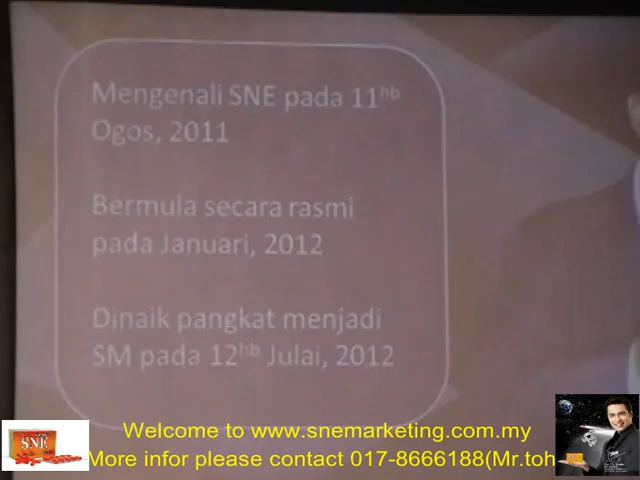 Mengenali SNE pada 11hb
Ogos, 2011
Bermula secara rasmi
pada Januari, 2012
Dinaik pangkat menjadi
SM pada 12hb Julai, 2012
SNE
Welcome to www.snemarketing.com.my
More infor please contact 017-8666188(Mr.toh